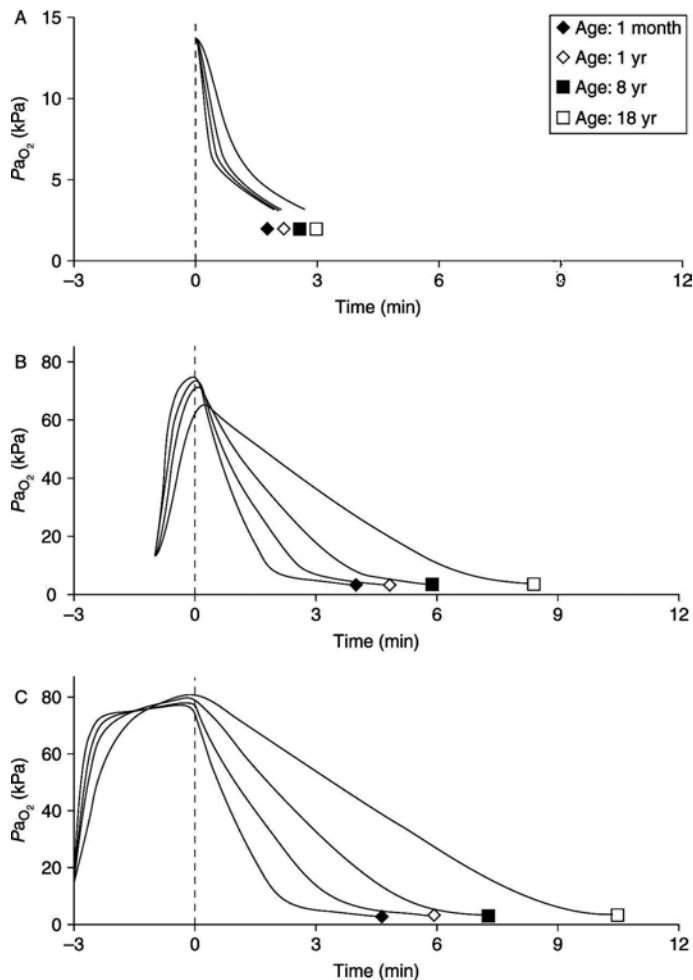 A
15
10
5
0
PaO2 (kPa)
−3
0
3
6
9
12
Time (min)
Age: 1 month
Age: 1 yr
Age: 8 yr
Age: 18 yr
B
80
60
40
20
0
PaO2 (kPa)
−3
0
3
6
9
12
Time (min)
C
80
60
40
20
0
PaO2 (kPa)
−3
0
3
6
9
12
Time (min)